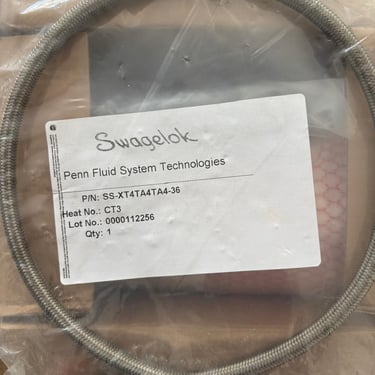 Swagelok
Penn Fluid System Technologies
P/N: SS-XT4TA4TA4-36
Heat No.: CT3
Lot No.: 0000112256
Qty: 1